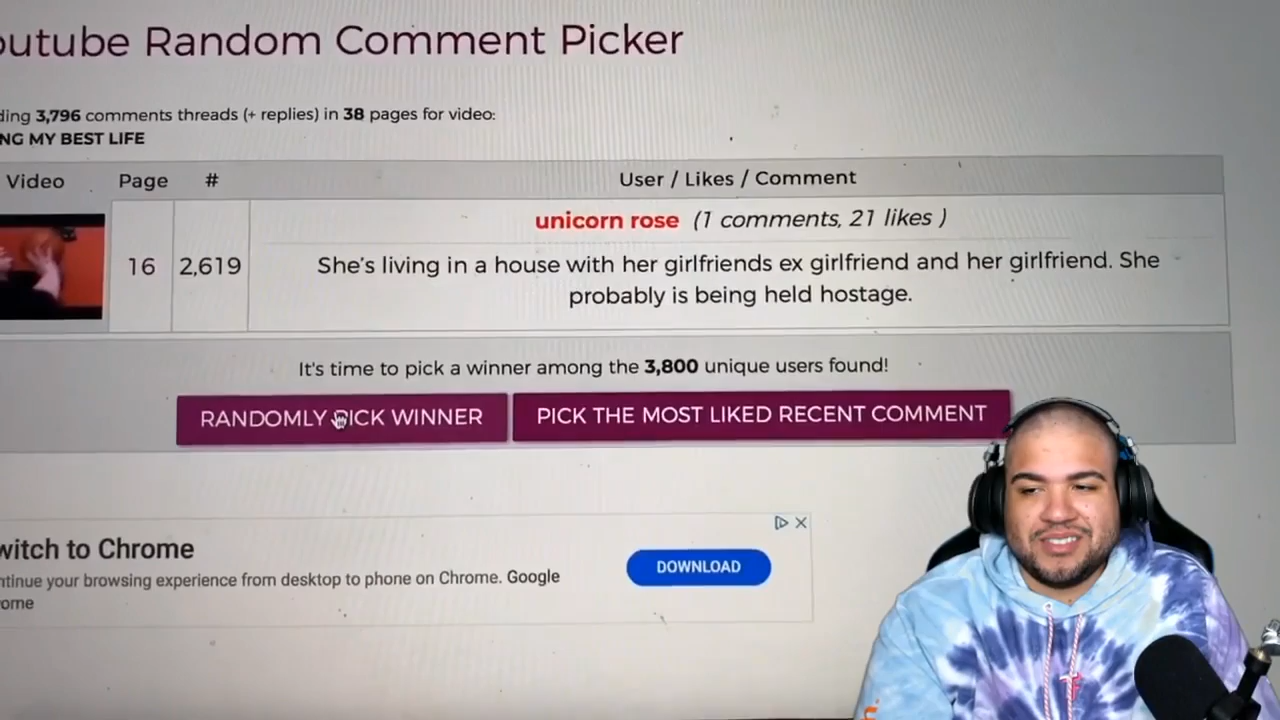 outube Random Comment Picker
ding 3,796 comments threads (+ replies) in 38 pages for video:
NG MY BEST LIFE
Video Page # User / Likes / Comment
unicorn rose (1 comments, 21 likes )
16 2,619 She's living in a house with her girlfriends ex girlfriend and her girlfriend. She
probably is being held hostage.
It's time to pick a winner among the 3,800 unique users found!
RANDOMLY PICK WINNER PICK THE MOST LIKED RECENT COMMENT
witch to Chrome
ntinue your browsing experience from desktop to phone on Chrome. Google
ome
DOWNLOAD